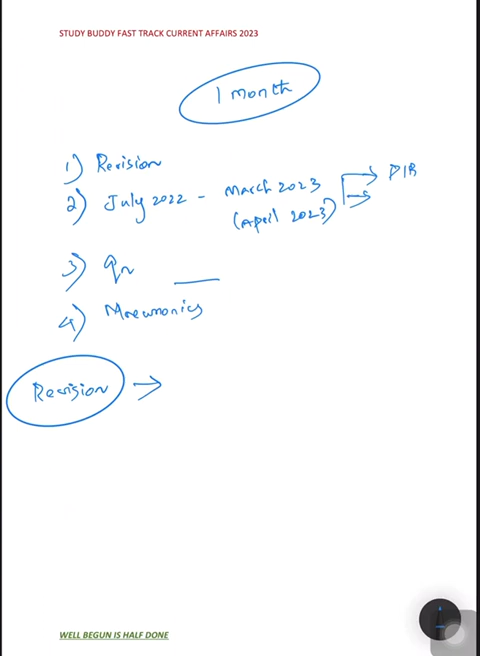 STUDY BUDDY FAST TRACK CURRENT AFFAIRS 2023
1 month
1) Revision
2) July 2022 - March 2023 → PIB
(April 2023) →
3) Qn
4) Mnemonics
Revision →
WELL BEGUN IS HALF DONE